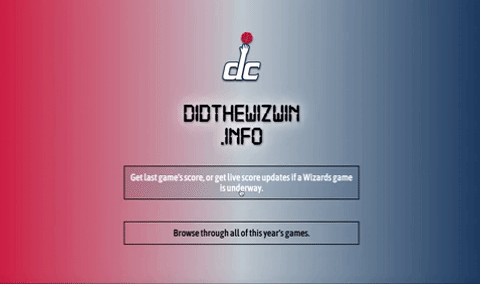 dc
DIDTHEWIZWIN
.INFO
Get last game's score, or get live score updates if a Wizards game
is underway.
Browse through all of this year's games.